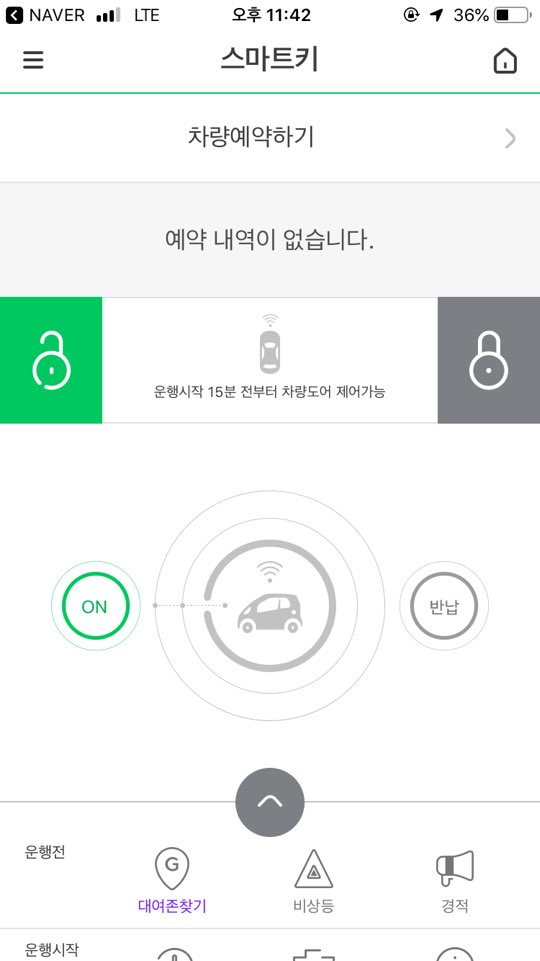 NAVER LTE 오후 11:42 36%
스마트키
차량예약하기
예약 내역이 없습니다.
운행시작 15분 전부터 차량도어 제어가능
ON
반납
운행전
G
대여존찾기
비상등
경적
운행시작